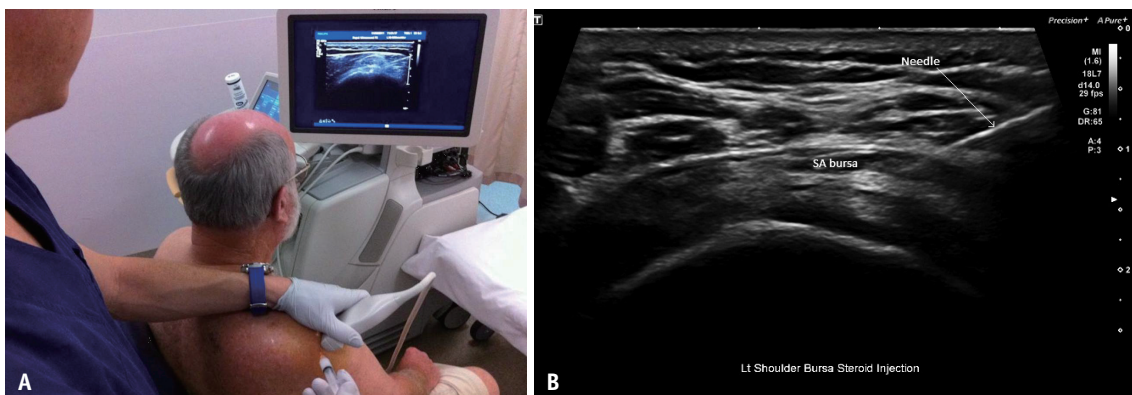 A
T
Precision+ A Pure+
0
MI
(1.6)
18L7
d14.0
29 fps
G:81
DR:65
A:4
P:3
Needle
1
SA bursa
2
Lt Shoulder Bursa Steroid Injection
B